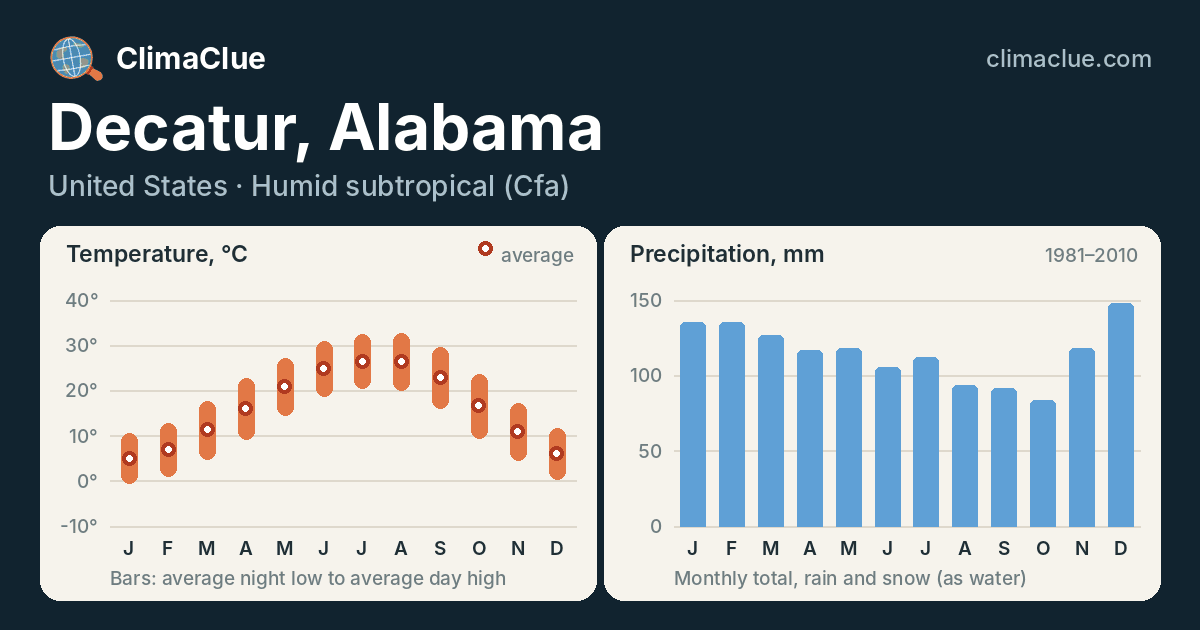 ClimaClue
climaclue.com
Decatur, Alabama
United States · Humid subtropical (Cfa)
Temperature, °C
average
40°
30°
20°
10°
0°
-10°
J F M A M J J A S O N D
Bars: average night low to average day high
Precipitation, mm
1981–2010
150
100
50
0
J F M A M J J A S O N D
Monthly total, rain and snow (as water)